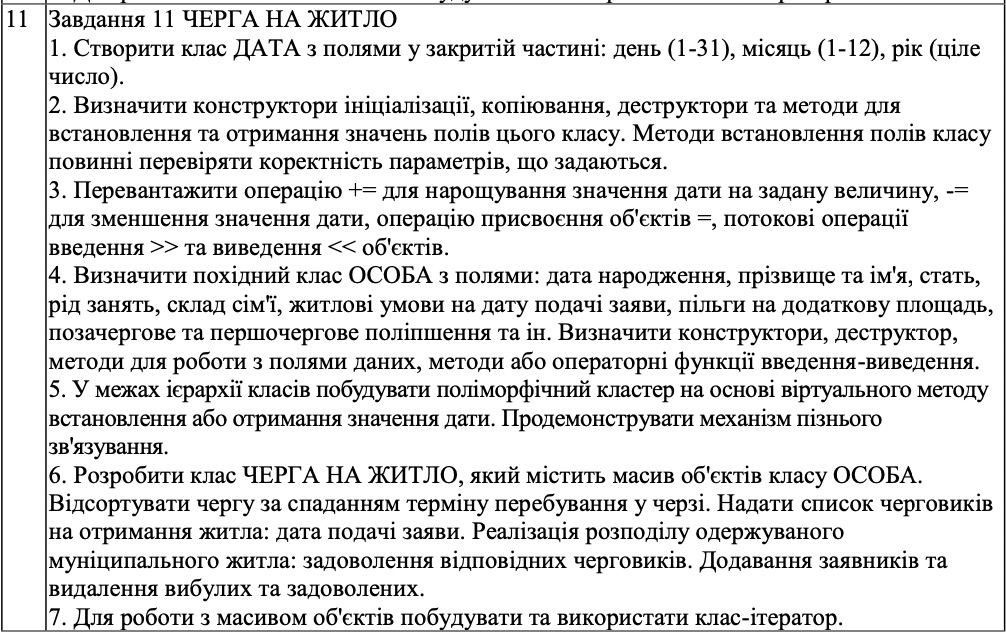 11 Завдання 11 ЧЕРГА НА ЖИТЛО
1. Створити клас ДАТА з полями у закритій частині: день (1-31), місяць (1-12), рік (ціле
число).
2. Визначити конструктори ініціалізації, копіювання, деструктори та методи для
встановлення та отримання значень полів цього класу. Методи встановлення полів класу
повинні перевіряти коректність параметрів, що задаються.
3. Перевантажити операцію += для нарощування значення дати на задану величину, -=
для зменшення значення дати, операцію присвоєння об'єктів =, потокові операції
введення >> та виведення << об'єктів.
4. Визначити похідний клас ОСОБА з полями: дата народження, прізвище та ім'я, стать,
рід занять, склад сім'ї, житлові умови на дату подачі заяви, пільги на додаткову площадь,
позачергове та першочергове поліпшення та ін. Визначити конструктори, деструктор,
методи для роботи з полями даних, методи або операторні функції введення-виведення.
5. У межах ієрархії класів побудувати поліморфічний кластер на основі віртуального методу
встановлення або отримання значення дати. Продемонструвати механізм пізнього
зв'язування.
6. Розробити клас ЧЕРГА НА ЖИТЛО, який містить масив об'єктів класу ОСОБА.
Відсортувати чергу за спаданням терміну перебування у черзі. Надати список черговиків
на отримання житла: дата подачі заяви. Реалізація розподілу одержуваного
муніципального житла: задоволення відповідних черговиків. Додавання заявників та
видалення вибулих та задоволених.
7. Для роботи з масивом об'єктів побудувати та використати клас-ітератор.